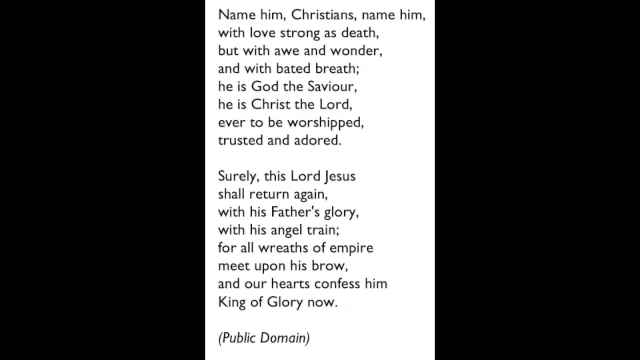 Name him, Christians, name him,
with love strong as death,
but with awe and wonder,
and with bated breath;
he is God the Saviour,
he is Christ the Lord,
ever to be worshipped,
trusted and adored.

Surely, this Lord Jesus
shall return again,
with his Father's glory,
with his angel train;
for all wreaths of empire
meet upon his brow,
and our hearts confess him
King of Glory now.

(Public Domain)